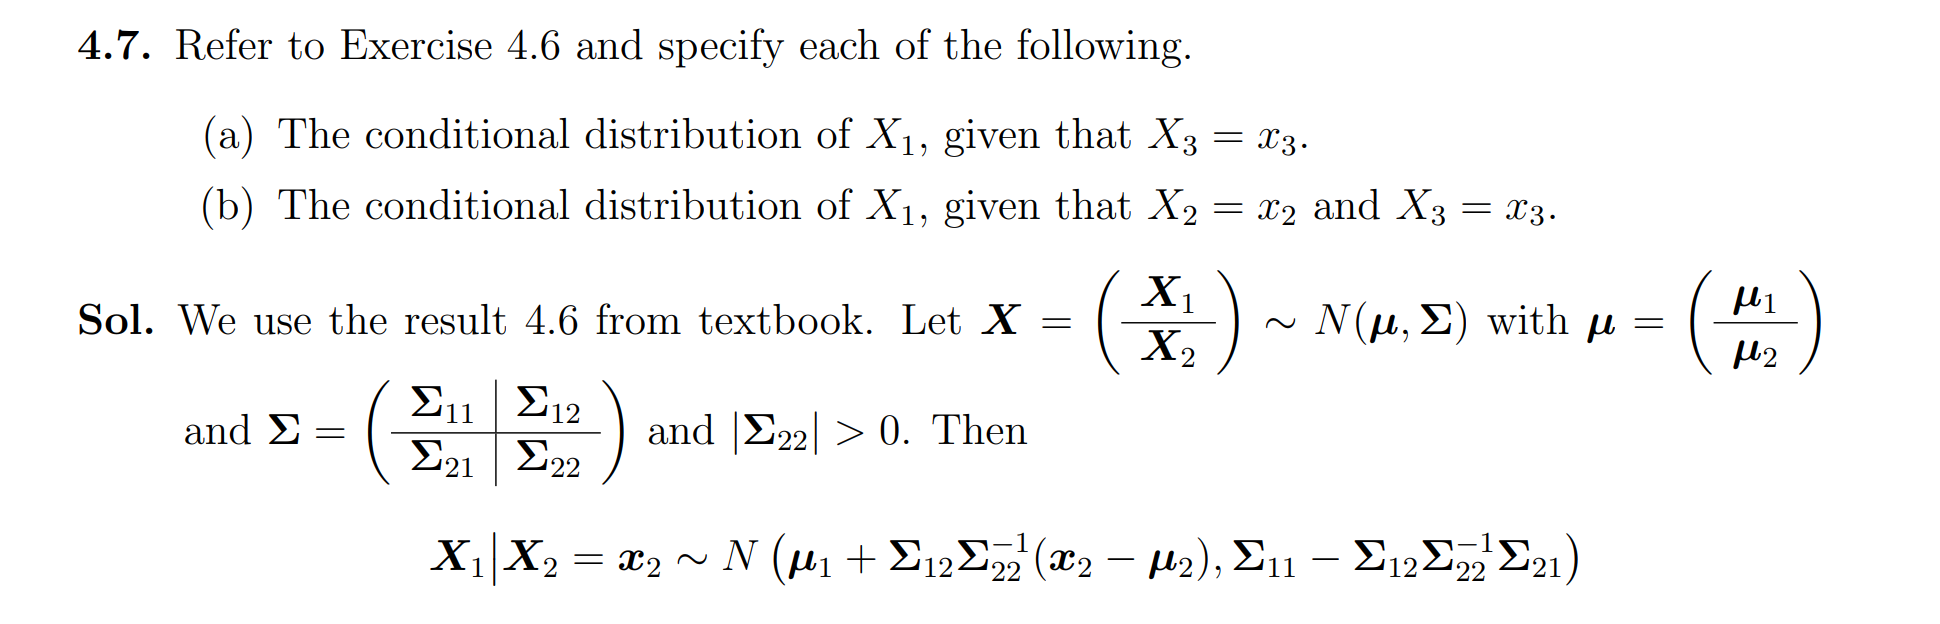 4.7. Refer to Exercise 4.6 and specify each of the following.
(a) The conditional distribution of X₁, given that X₃ = x₃.
(b) The conditional distribution of X₁, given that X₂ = x₂ and X₃ = x₃.
Sol. We use the result 4.6 from textbook. Let X = (X₁ / X₂) ~ N(μ, Σ) with μ = (μ₁ / μ₂)
and Σ = (Σ₁₁ | Σ₁₂ / Σ₂₁ | Σ₂₂) and |Σ₂₂| > 0. Then
X₁|X₂ = x₂ ~ N (μ₁ + Σ₁₂Σ₂₂⁻¹(x₂ − μ₂), Σ₁₁ − Σ₁₂Σ₂₂⁻¹Σ₂₁)